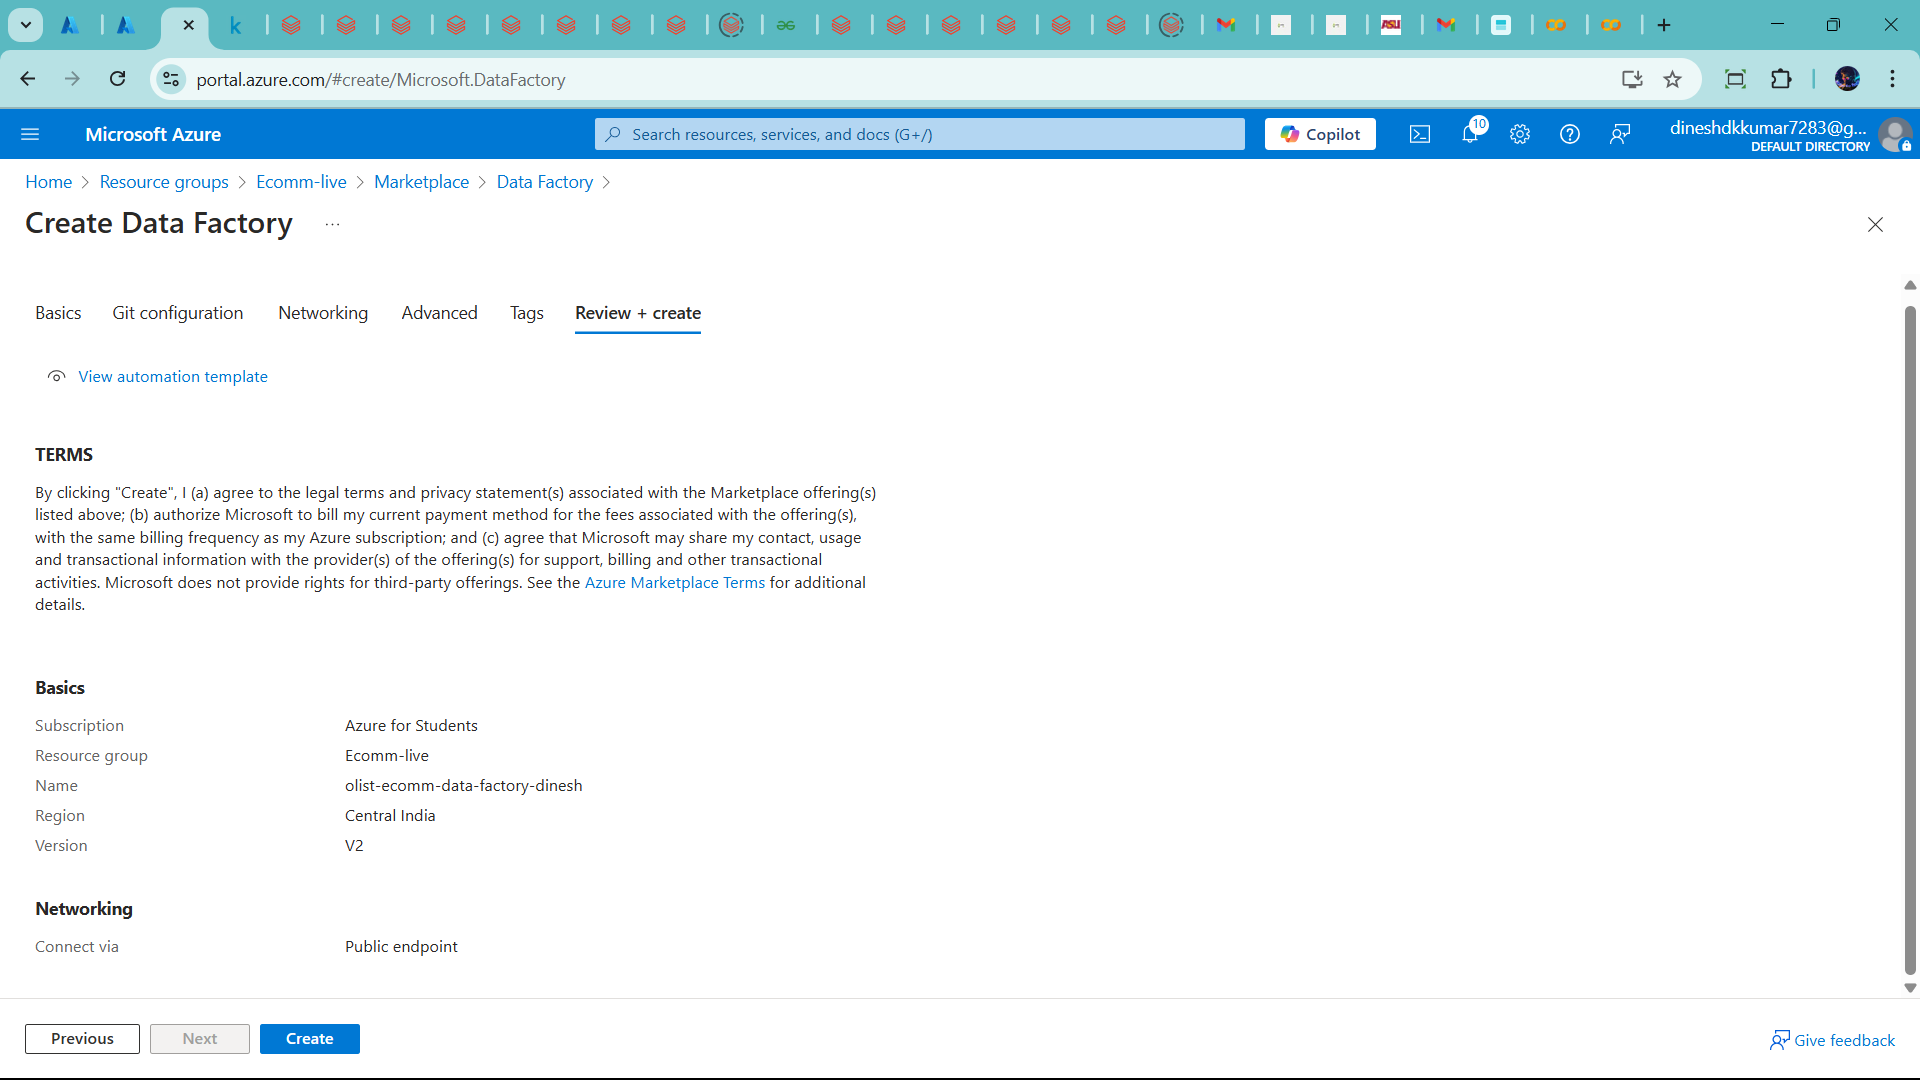 portal.azure.com/#create/Microsoft.DataFactory
Microsoft Azure
Search resources, services, and docs (G+/)
Copilot
10
dineshdkkumar7283@g...
DEFAULT DIRECTORY
Home > Resource groups > Ecomm-live > Marketplace > Data Factory >
Create Data Factory ...
Basics Git configuration Networking Advanced Tags Review + create
View automation template
TERMS
By clicking "Create", I (a) agree to the legal terms and privacy statement(s) associated with the Marketplace offering(s)
listed above; (b) authorize Microsoft to bill my current payment method for the fees associated with the offering(s),
with the same billing frequency as my Azure subscription; and (c) agree that Microsoft may share my contact, usage
and transactional information with the provider(s) of the offering(s) for support, billing and other transactional
activities. Microsoft does not provide rights for third-party offerings. See the Azure Marketplace Terms for additional
details.
Basics
Subscription Azure for Students
Resource group Ecomm-live
Name olist-ecomm-data-factory-dinesh
Region Central India
Version V2
Networking
Connect via Public endpoint
Previous Next Create
Give feedback